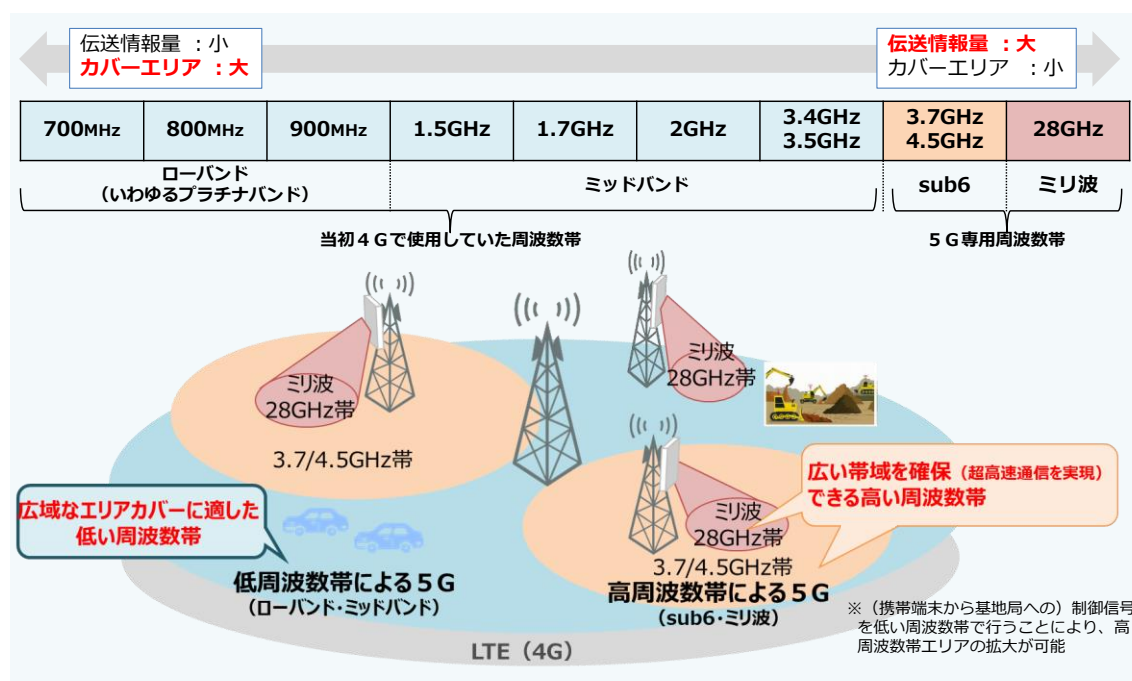 伝送情報量 ：小
カバーエリア ：大
伝送情報量 ：大
カバーエリア ：小
700MHz
800MHz
900MHz
1.5GHz
1.7GHz
2GHz
3.4GHz
3.5GHz
3.7GHz
4.5GHz
28GHz
ローバンド
（いわゆるプラチナバンド）
ミッドバンド
sub6
ミリ波
当初４Ｇで使用していた周波数帯
５Ｇ専用周波数帯
ミリ波
28GHz帯
3.7/4.5GHz帯
ミリ波
28GHz帯
広い帯域を確保（超高速通信を実現）
できる高い周波数帯
広域なエリアカバーに適した
低い周波数帯
ミリ波
28GHz帯
3.7/4.5GHz帯
低周波数帯による５Ｇ
（ローバンド・ミッドバンド）
高周波数帯による５Ｇ
（sub6・ミリ波）
LTE（4G）
※（携帯端末から基地局への）制御信号
を低い周波数帯で行うことにより、高
周波数帯エリアの拡大が可能